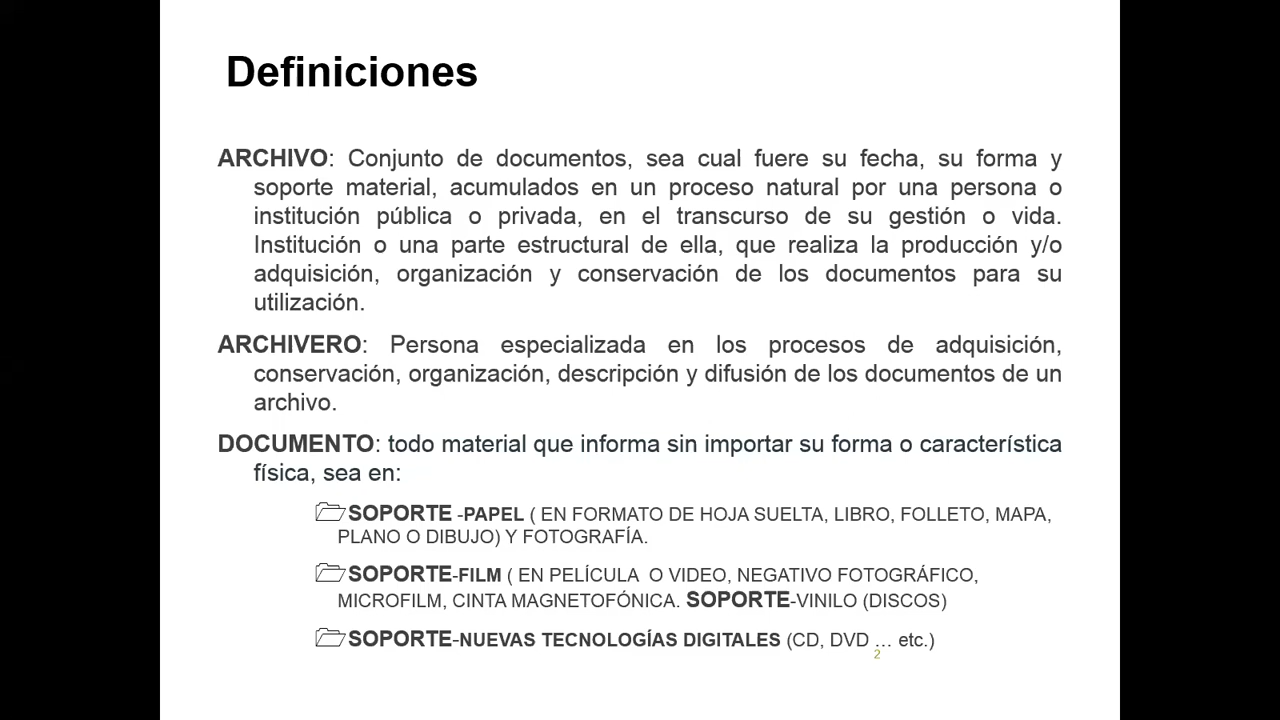 Definiciones
ARCHIVO: Conjunto de documentos, sea cual fuere su fecha, su forma y
soporte material, acumulados en un proceso natural por una persona o
institución pública o privada, en el transcurso de su gestión o vida.
Institución o una parte estructural de ella, que realiza la producción y/o
adquisición, organización y conservación de los documentos para su
utilización.
ARCHIVERO: Persona especializada en los procesos de adquisición,
conservación, organización, descripción y difusión de los documentos de un
archivo.
DOCUMENTO: todo material que informa sin importar su forma o característica
física, sea en:
SOPORTE -PAPEL ( EN FORMATO DE HOJA SUELTA, LIBRO, FOLLETO, MAPA,
PLANO O DIBUJO) Y FOTOGRAFÍA.
SOPORTE-FILM ( EN PELÍCULA  O VIDEO, NEGATIVO FOTOGRÁFICO,
MICROFILM, CINTA MAGNETOFÓNICA. SOPORTE-VINILO (DISCOS)
SOPORTE-NUEVAS TECNOLOGÍAS DIGITALES (CD, DVD ... etc.)
2